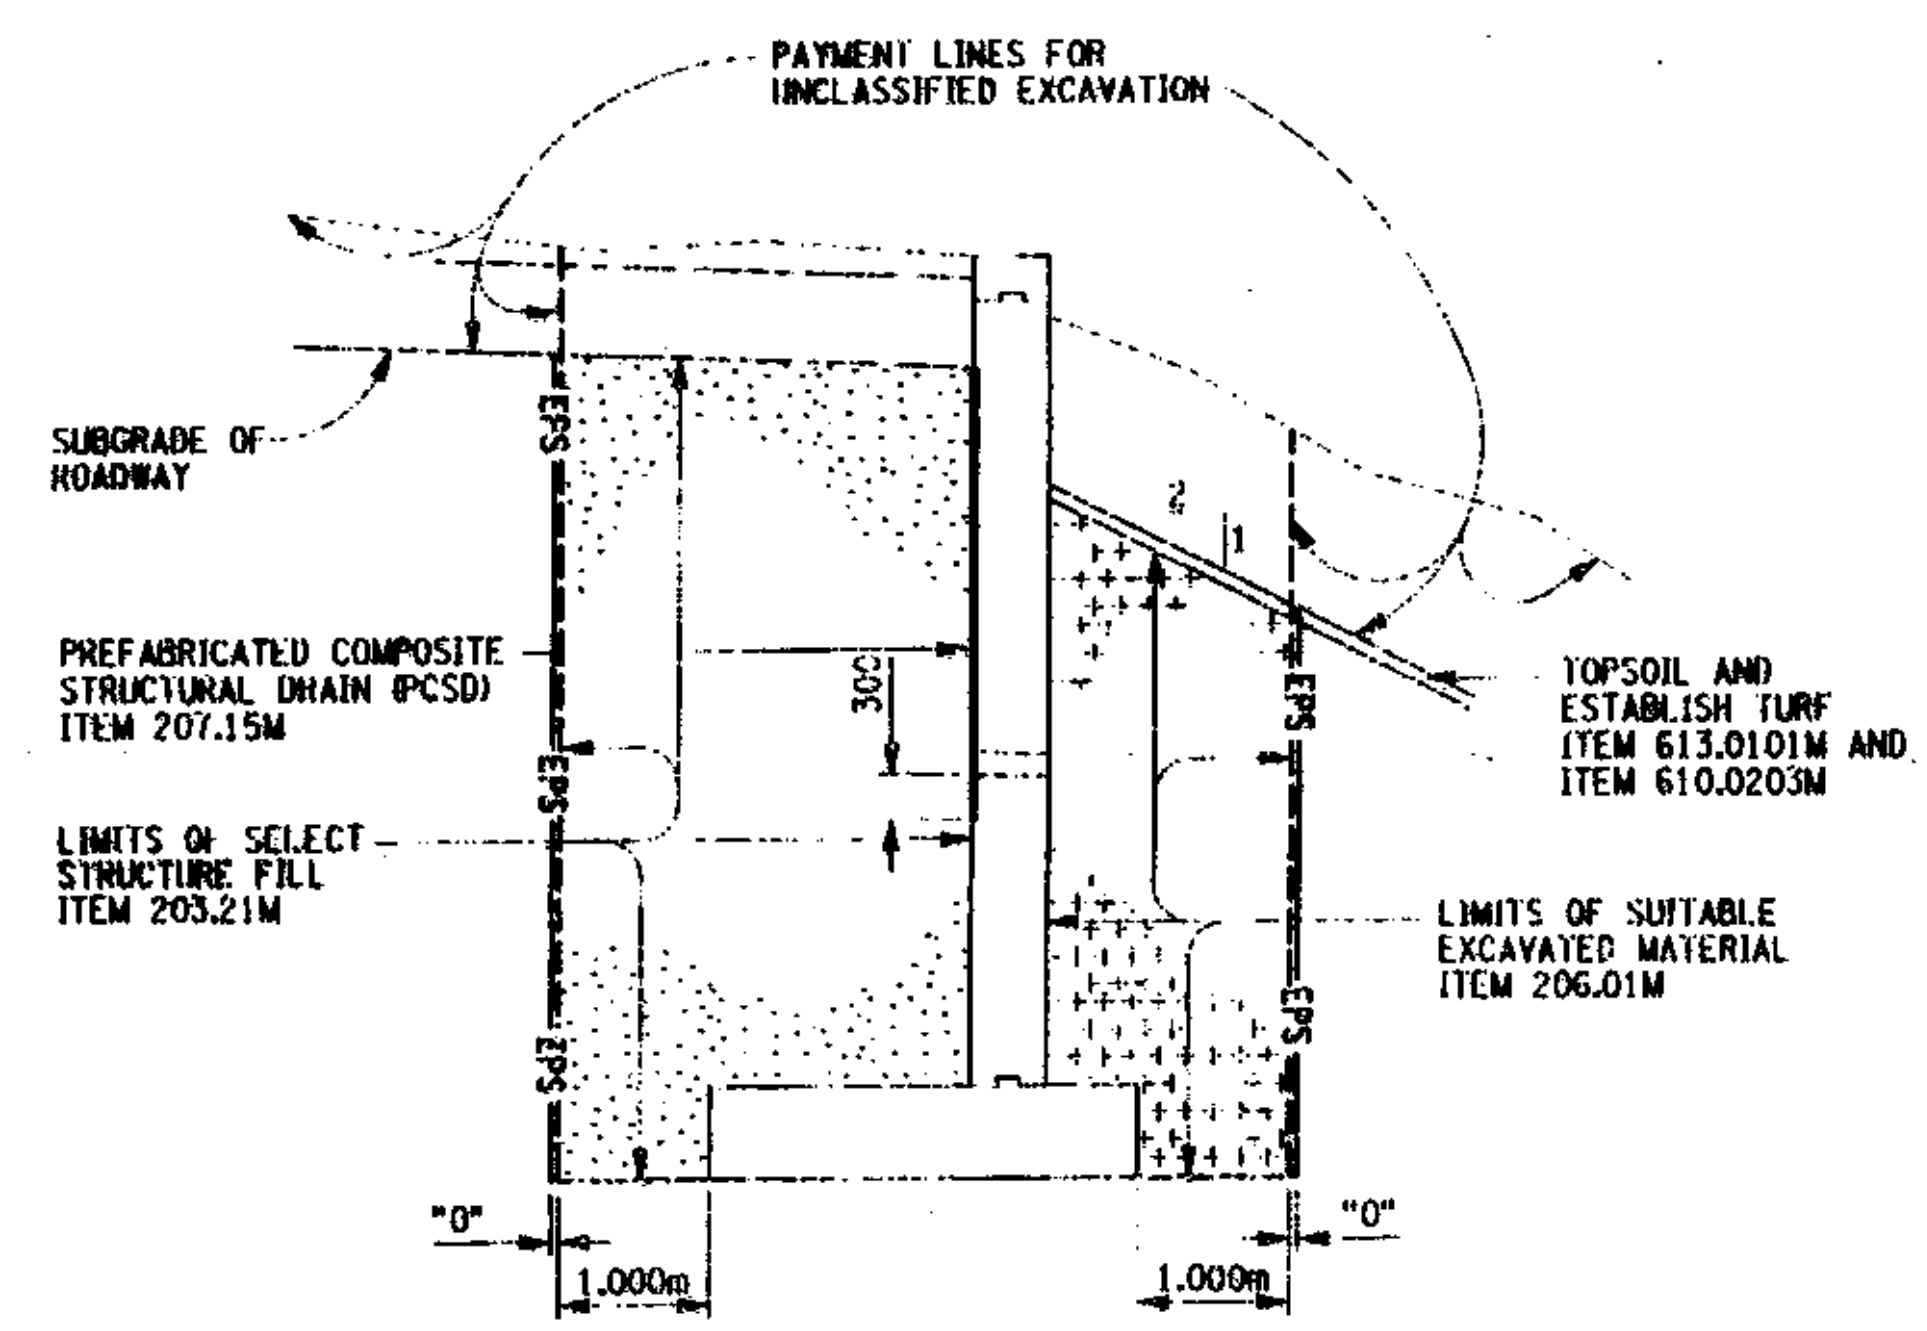 PAYMENT LINES FOR
UNCLASSIFIED EXCAVATION
SUBGRADE OF
ROADWAY
EPS
2
1
PREFABRICATED COMPOSITE
STRUCTURAL DRAIN (PCSD)
ITEM 207.15M
300
EPS
TOPSOIL AND
ESTABLISH TURF
ITEM 613.0101M AND
ITEM 610.0203M
EPS
LIMITS OF SELECT
STRUCTURE FILL
ITEM 203.21M
LIMITS OF SUITABLE
EXCAVATED MATERIAL
ITEM 206.01M
EPS
EPS
"0"
"0"
1.000m
1.000m